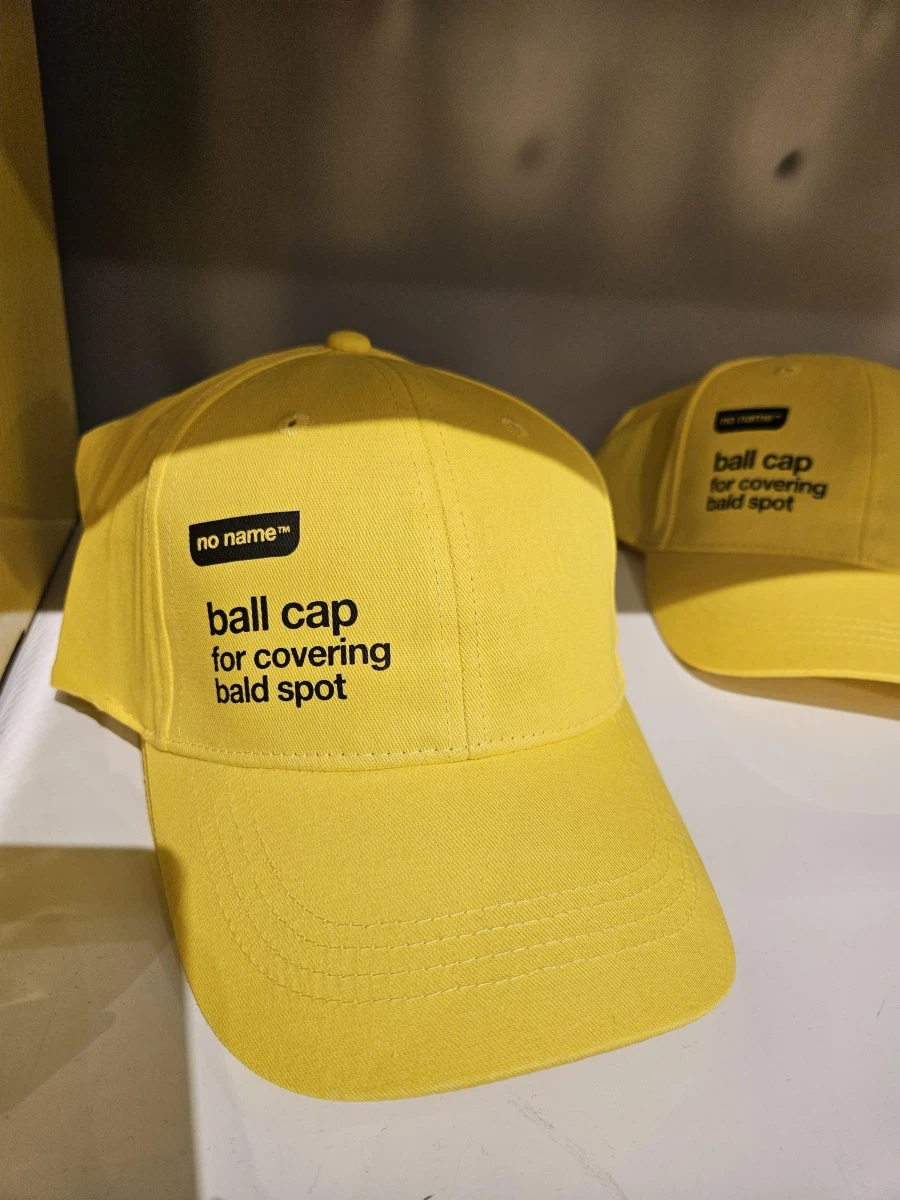 no name™
ball cap
for covering
bald spot
no name™
ball cap
for covering
bald spot